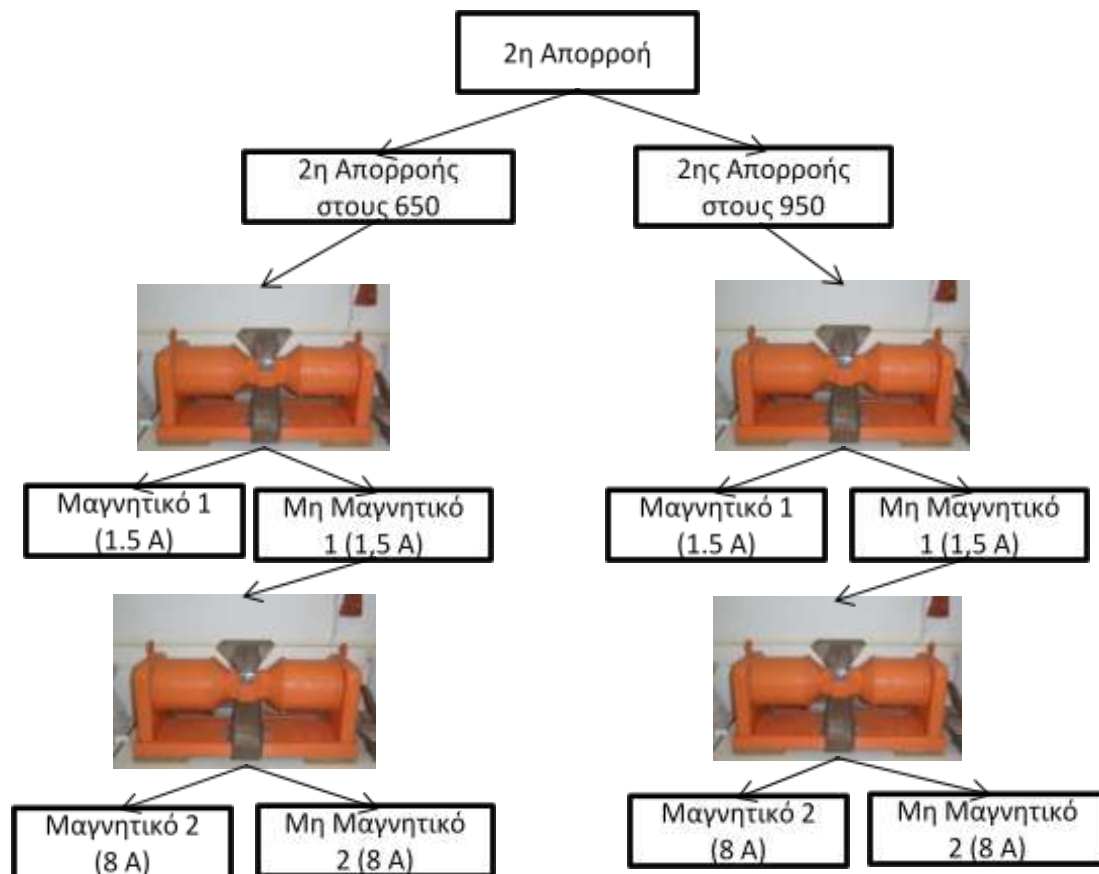 2η Απορροή
2η Απορροής
στους 650
2ης Απορροής
στους 950
Μαγνητικό 1
(1.5 A)
Μη Μαγνητικό
1 (1,5 A)
Μαγνητικό 1
(1.5 A)
Μη Μαγνητικό
1 (1,5 A)
Μαγνητικό 2
(8 A)
Μη Μαγνητικό
2 (8 A)
Μαγνητικό 2
(8 A)
Μη Μαγνητικό
2 (8 A)